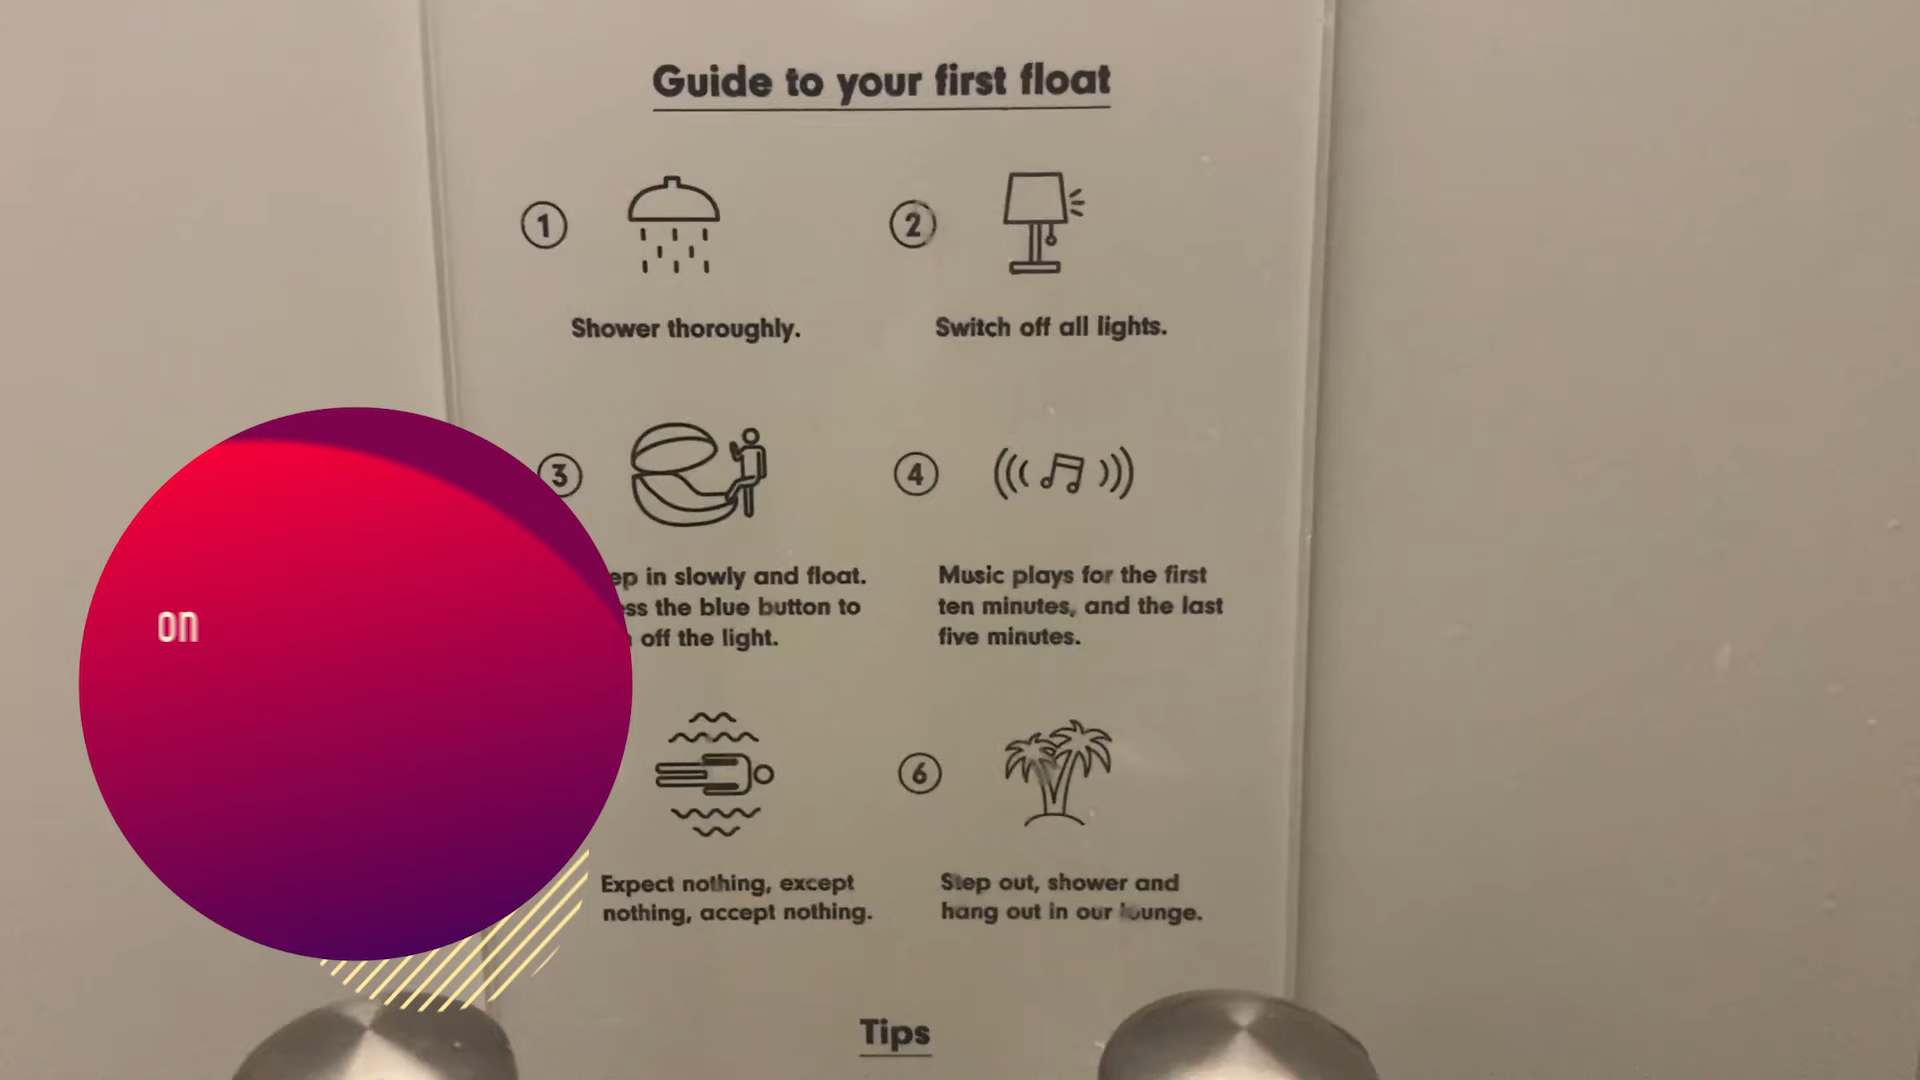 Guide to your first float
1
2
Shower thoroughly.
Switch off all lights.
3
4
in slowly and float.
the blue button to
off the light.
Music plays for the first
ten minutes, and the last
five minutes.
on
6
Expect nothing, except
nothing, accept nothing.
Step out, shower and
hang out in our lounge.
Tips